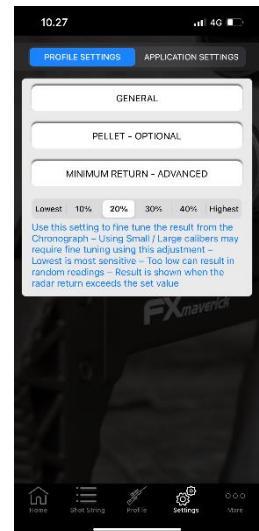 10.27
4G
PROFILE SETTINGS
APPLICATION SETTINGS
GENERAL
PELLET - OPTIONAL
MINIMUM RETURN - ADVANCED
Lowest 10% 20% 30% 40% Highest
Use this setting to fine tune the result from the
Chronograph – Using Small / Large calibers may
require fine tuning using this adjustment –
Lowest is most sensitive – Too low can result in
random readings – Result is shown when the
radar return exceeds the set value
FXmaverick
Home Shot String Profile Settings More